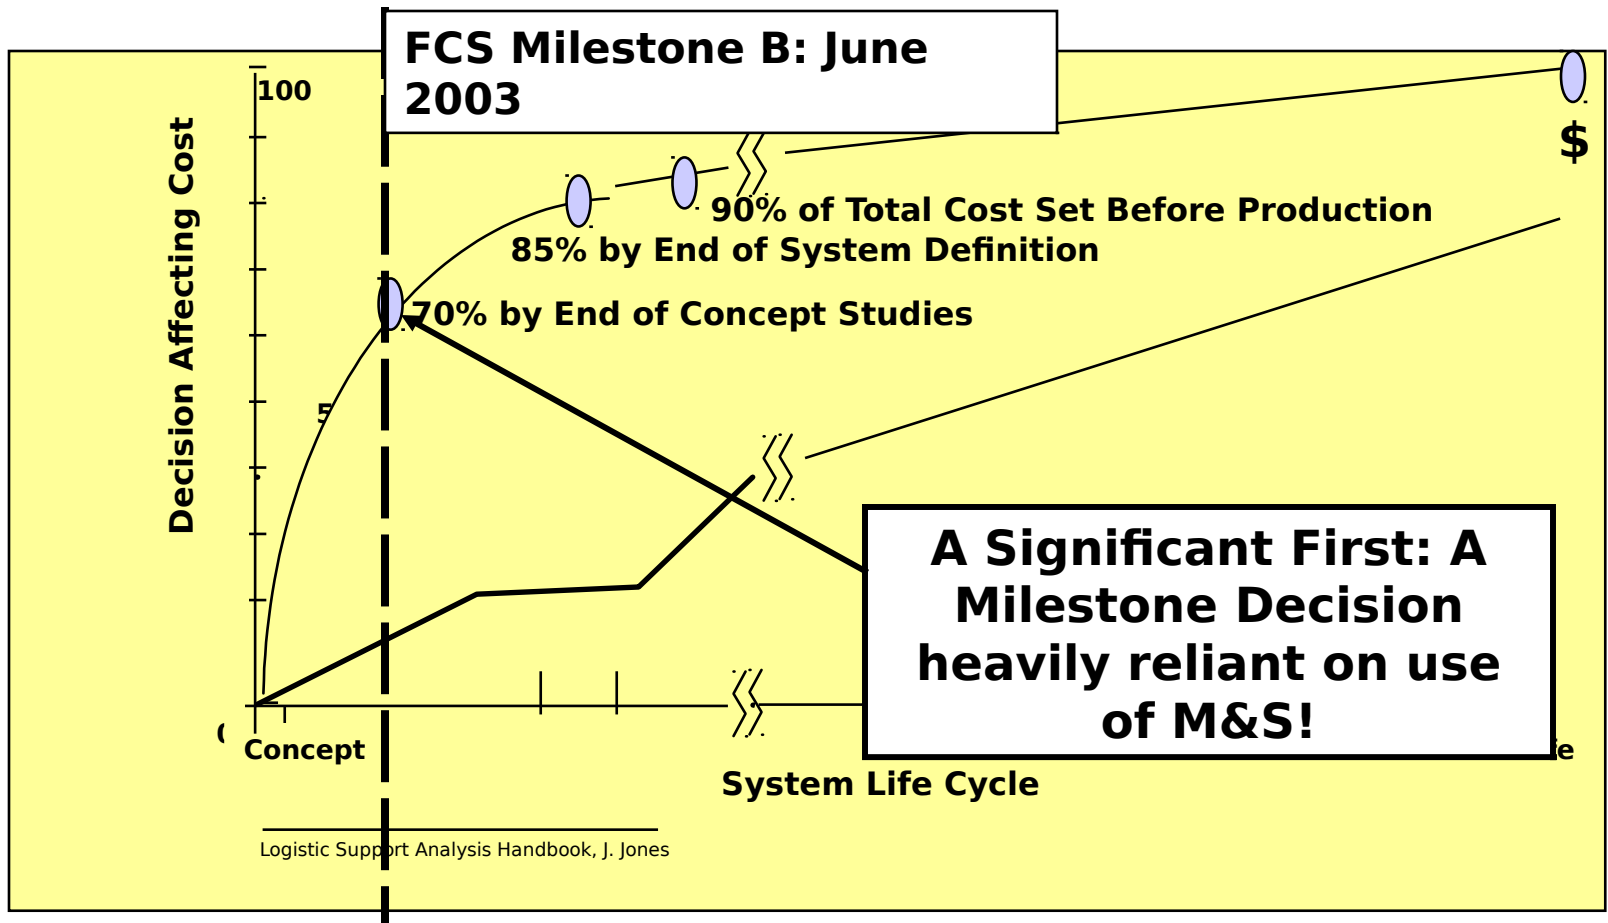 FCS Milestone B: June
2003
100
$
Decision Affecting Cost
90% of Total Cost Set Before Production
85% by End of System Definition
70% by End of Concept Studies
5
A Significant First: A
Milestone Decision
heavily reliant on use
of M&S!
Concept
System Life Cycle
Logistic Support Analysis Handbook, J. Jones